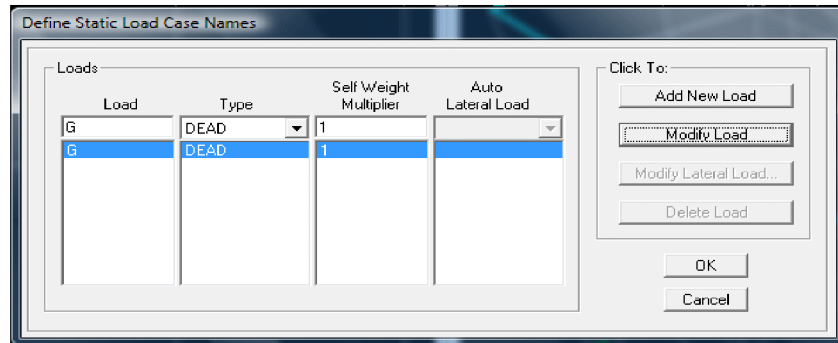 Define Static Load Case Names
Loads
Load Type Self Weight Multiplier Auto Lateral Load
G DEAD 1
G DEAD 1
Click To:
Add New Load
Modify Load
Modify Lateral Load...
Delete Load
OK
Cancel